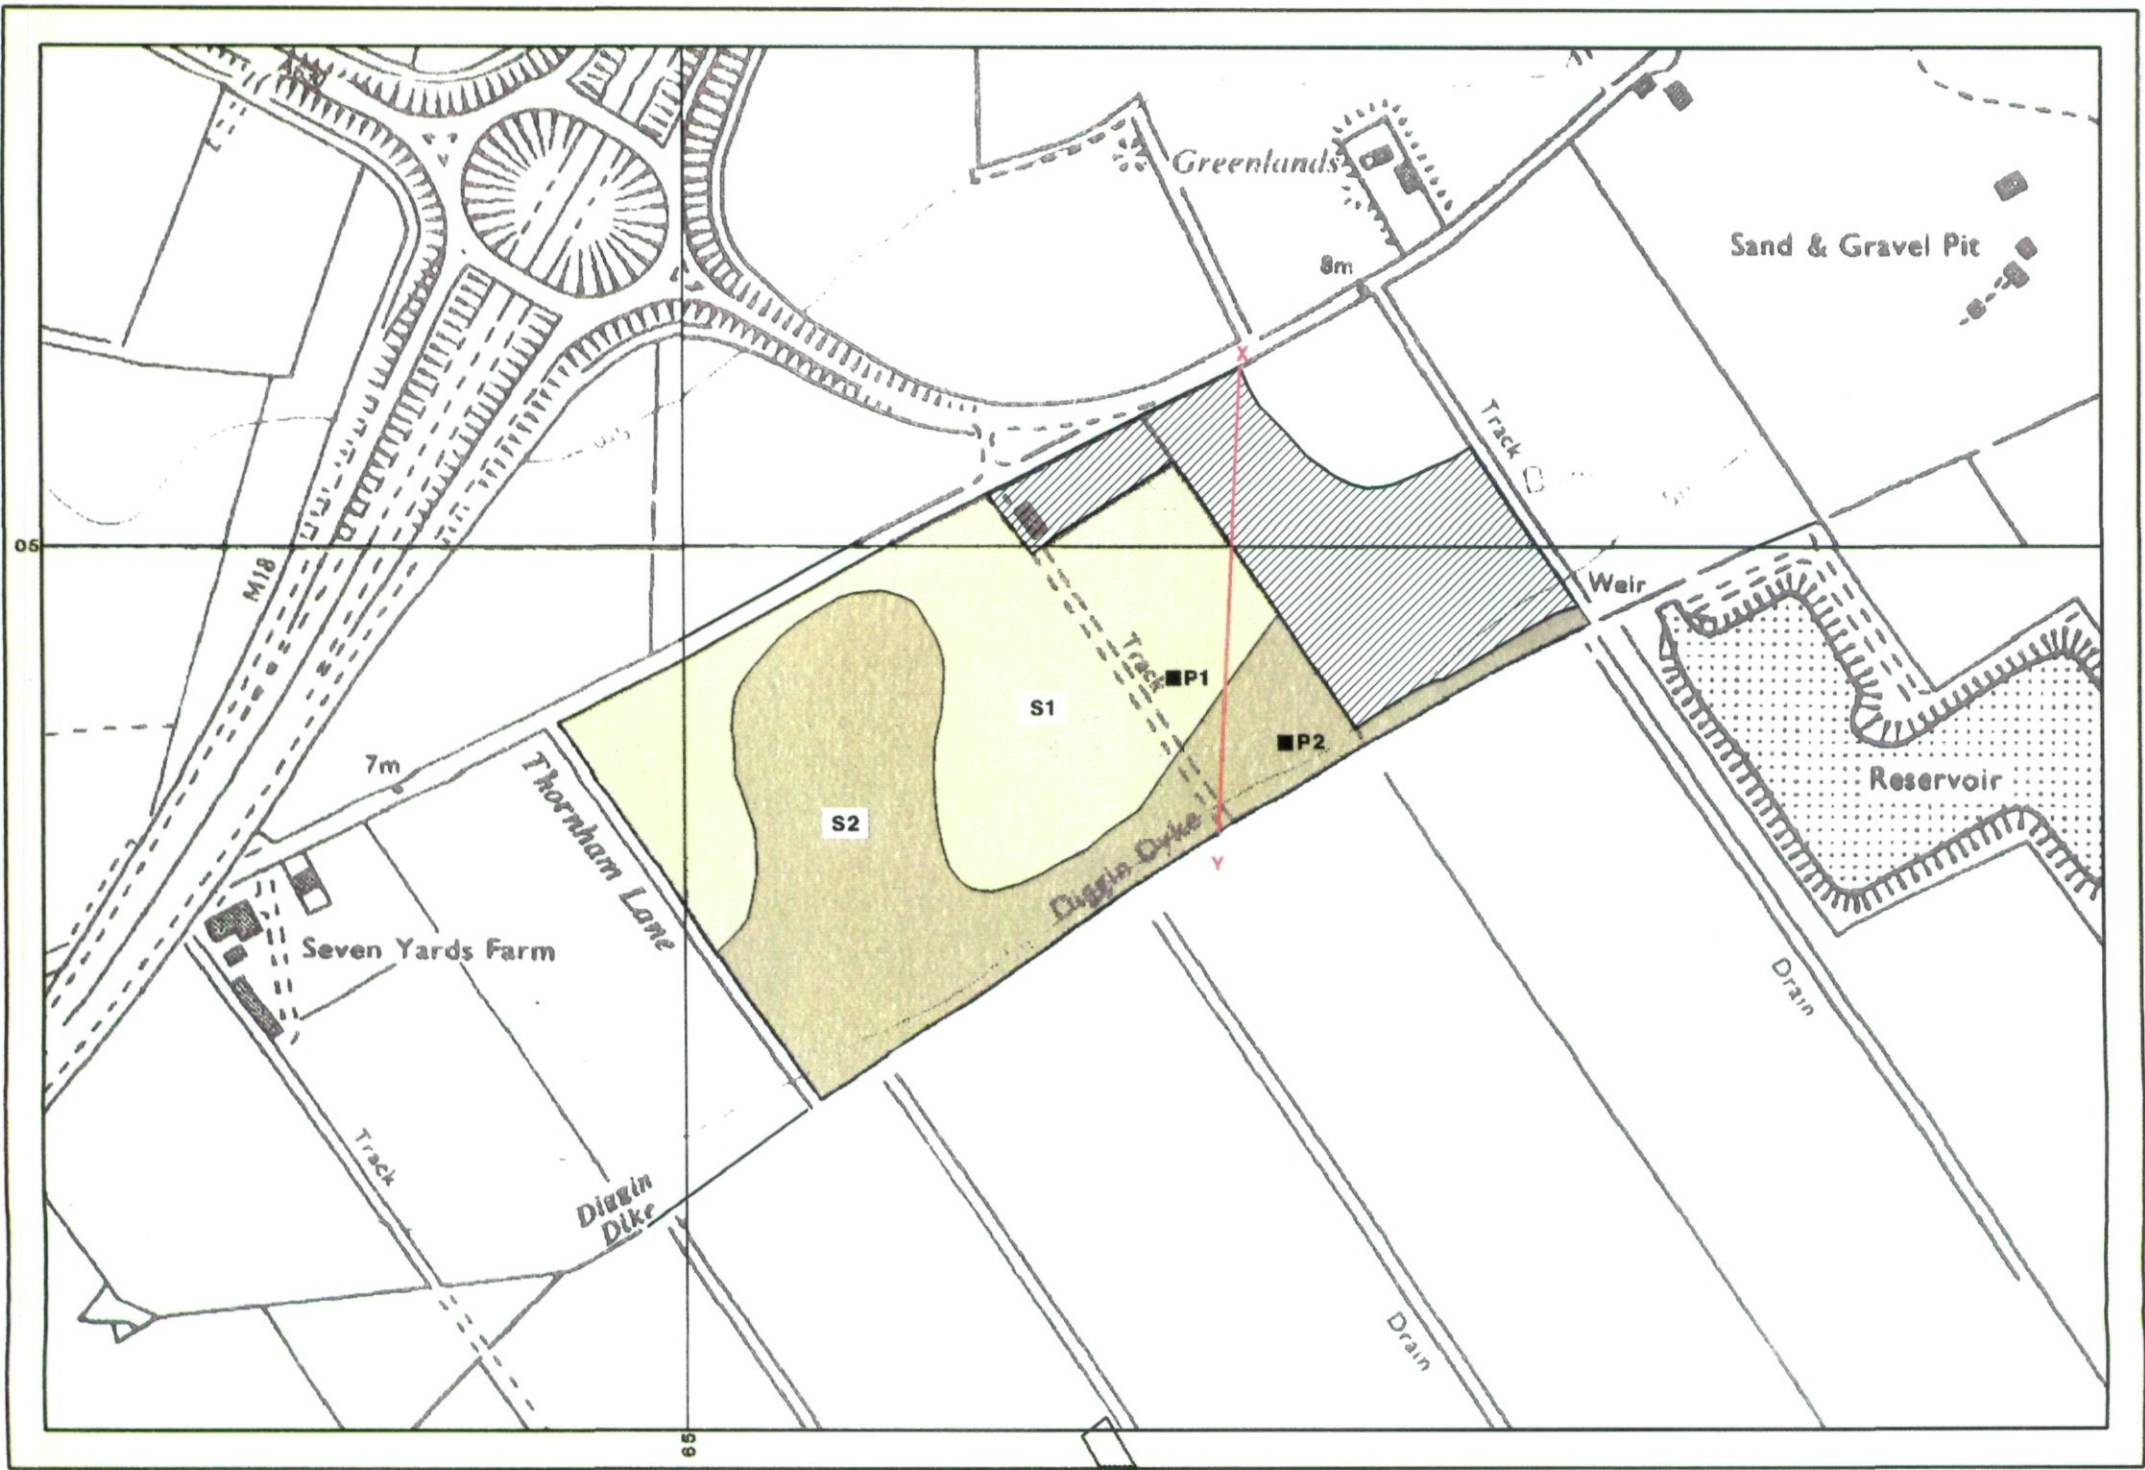 Greenlands
Sand & Gravel Pit
8m
X
Track
05
Weir
M18
Track
P1
S1
P2
7m
Reservoir
Thornham Lane
S2
Diggin Dyke
Y
Seven Yards Farm
Drain
Track
Diggin
Dike
Drain
65